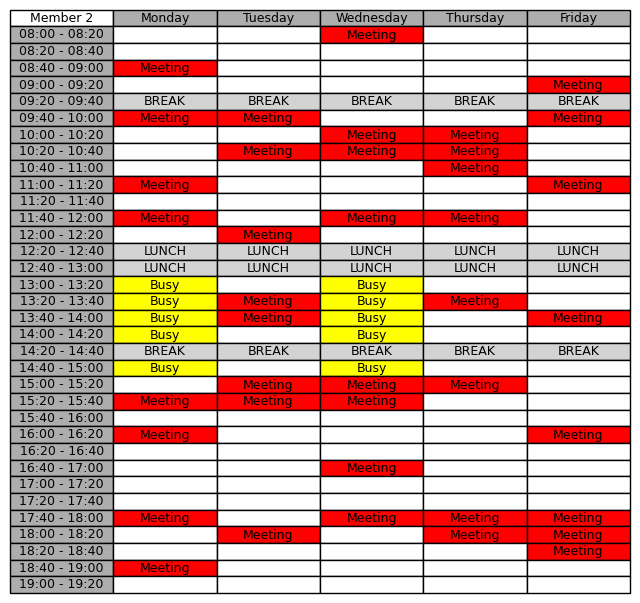 Member 2 Monday Tuesday Wednesday Thursday Friday
08:00 - 08:20 Meeting
08:20 - 08:40
08:40 - 09:00 Meeting
09:00 - 09:20 Meeting
09:20 - 09:40 BREAK BREAK BREAK BREAK BREAK
09:40 - 10:00 Meeting Meeting Meeting
10:00 - 10:20 Meeting Meeting
10:20 - 10:40 Meeting Meeting Meeting
10:40 - 11:00 Meeting
11:00 - 11:20 Meeting Meeting
11:20 - 11:40
11:40 - 12:00 Meeting Meeting Meeting
12:00 - 12:20 Meeting
12:20 - 12:40 LUNCH LUNCH LUNCH LUNCH LUNCH
12:40 - 13:00 LUNCH LUNCH LUNCH LUNCH LUNCH
13:00 - 13:20 Busy Busy
13:20 - 13:40 Busy Meeting Busy Meeting
13:40 - 14:00 Busy Meeting Busy Meeting
14:00 - 14:20 Busy Busy
14:20 - 14:40 BREAK BREAK BREAK BREAK BREAK
14:40 - 15:00 Busy Busy
15:00 - 15:20 Meeting Meeting Meeting
15:20 - 15:40 Meeting Meeting Meeting
15:40 - 16:00
16:00 - 16:20 Meeting Meeting
16:20 - 16:40
16:40 - 17:00 Meeting
17:00 - 17:20
17:20 - 17:40
17:40 - 18:00 Meeting Meeting Meeting Meeting
18:00 - 18:20 Meeting Meeting Meeting
18:20 - 18:40 Meeting
18:40 - 19:00 Meeting
19:00 - 19:20